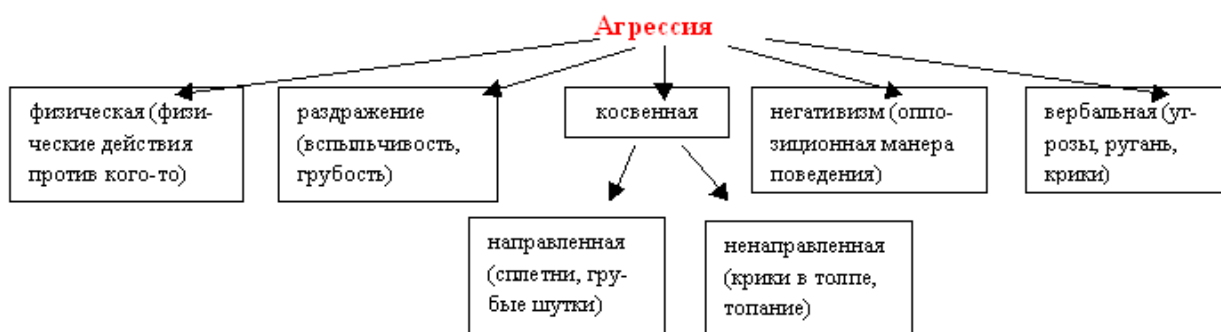 Агрессия
физическая (физи-
ческие действия
против кого-то)
раздражение
(вспыльчивость,
грубость)
косвенная
негативизм (оппо-
зиционная манера
поведения)
вербальная (уг-
розы, ругань,
крики)
направленная
(сплетни, гру-
бые шутки)
ненаправленная
(крики в толпе,
топание)